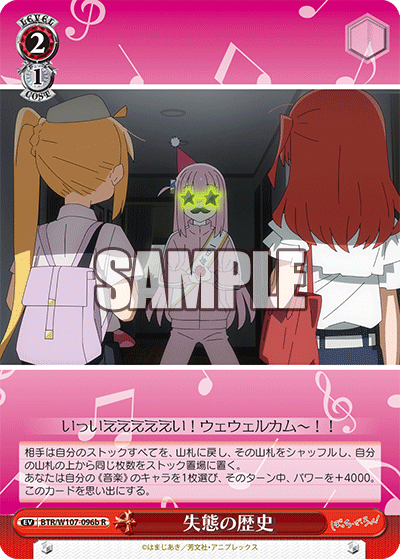 LEVEL
2
1
COST
SAMPLE
いっいえええええい！ウェウェルカム～！！
相手は自分のストックすべてを、山札に戻し、その山札をシャッフルし、自分
の山札の上から同じ枚数をストック置場に置く。
あなたは自分の《音楽》のキャラを1枚選び、そのターン中、パワーを+4000。
このカードを思い出にする。
EV BTR/W107-096b R 失態の歴史 ぼっち・ざ・ろっく！
©はまじあき／芳文社・アニプレックス